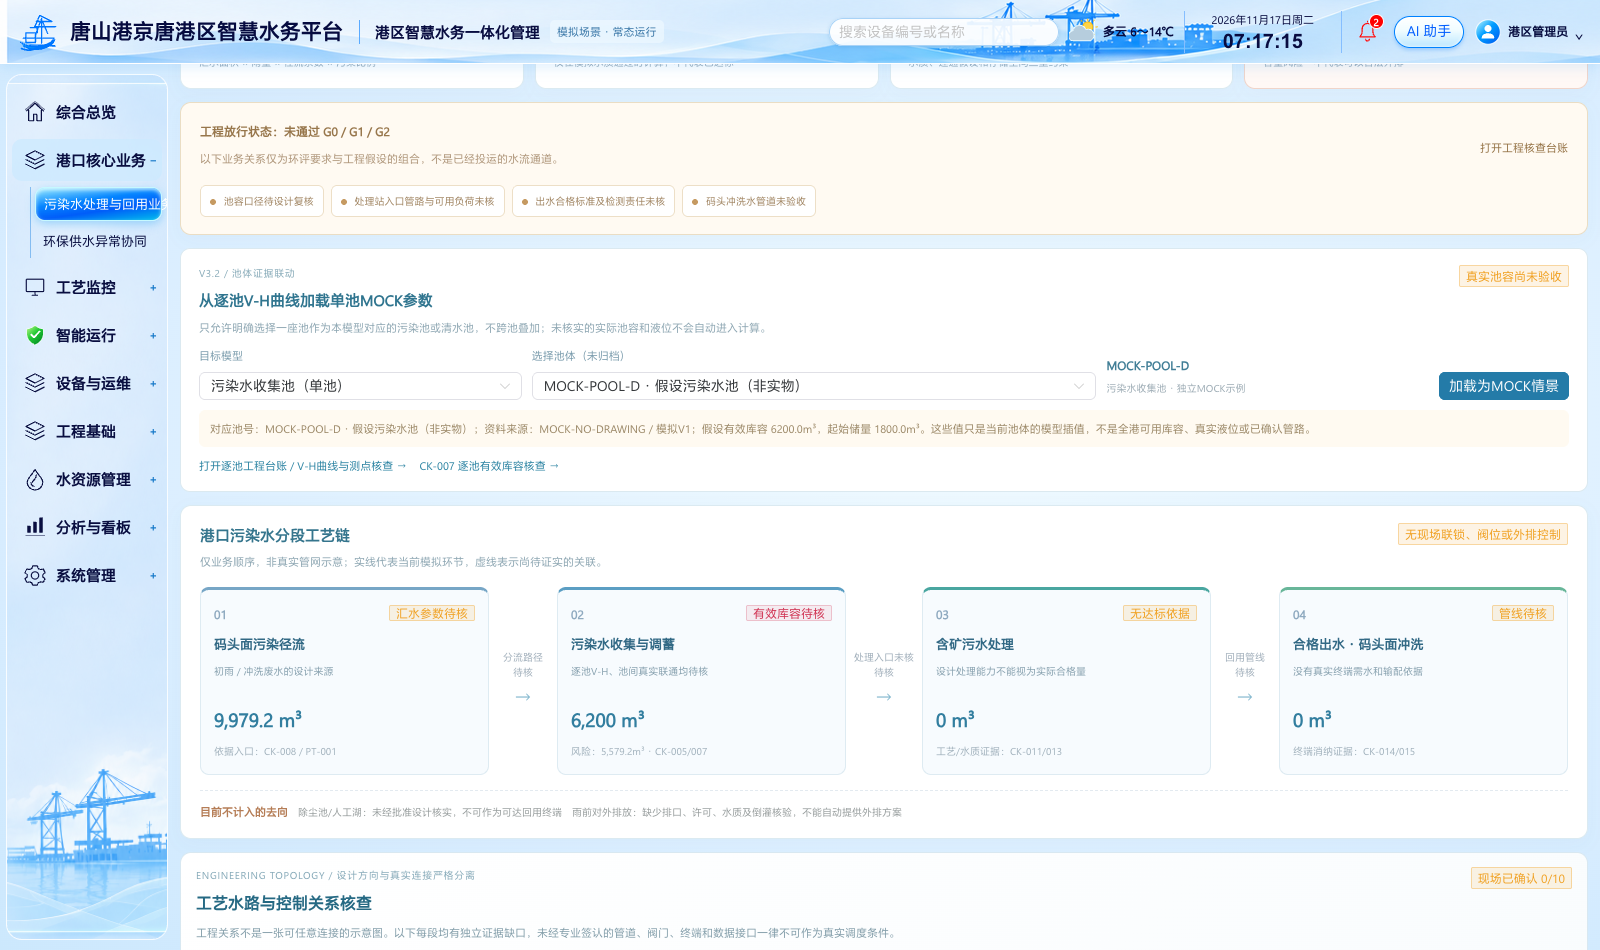 唐山港京唐港区智慧水务平台
港区智慧水务一体化管理
模拟场景 · 常态运行
搜索设备编号或名称
多云 6~14℃
2026年11月17日周二
07:17:15
2
AI 助手
港区管理员
综合总览
港口核心业务
污染水处理与回用业
环保供水异常协同
工艺监控
智能运行
设备与运维
工程基础
水资源管理
分析与看板
系统管理
工程放行状态：未通过 G0 / G1 / G2
以下业务关系仅为环评要求与工程假设的组合，不是已经投运的水流通道。
打开工程核查台账
池容口径待设计复核
处理站入口管路与可用负荷未核
出水合格标准及检测责任未核
码头冲洗水管道未验收
V3.2 / 池体证据联动
真实池容尚未验收
从逐池V-H曲线加载单池MOCK参数
只允许明确选择一座池作为本模型对应的污染池或清水池，不跨池叠加；未核实的实际池容和液位不会自动进入计算。
目标模型
选择池体（未归档）
污染水收集池（单池）
MOCK-POOL-D · 假设污染水池（非实物）
MOCK-POOL-D
污染水收集池 · 独立MOCK示例
加载为MOCK情景
对应池号：MOCK-POOL-D · 假设污染水池（非实物）；资料来源：MOCK-NO-DRAWING / 模拟V1；假设有效库容 6200.0m³，起始储量 1800.0m³。这些值只是当前池体的模型插值，不是全港可用库容、真实液位或已确认管路。
打开逐池工程台账 / V-H曲线与测点核查 →
CK-007 逐池有效库容核查 →
港口污染水分段工艺链
无现场联锁、阀位或外排控制
仅业务顺序，非真实管网示意；实线代表当前模拟环节，虚线表示尚待证实的关联。
01
汇水参数待核
码头面污染径流
初雨 / 冲洗废水的设计来源
9,979.2 m³
依据入口：CK-008 / PT-001
分流路径
待核
→
02
有效库容待核
污染水收集与调蓄
逐池V-H、池间真实联通均待核
6,200 m³
风险：5,579.2m³ · CK-005/007
处理入口未核
待核
→
03
无达标依据
含矿污水处理
设计处理能力不能视为实际合格量
0 m³
工艺/水质证据：CK-011/013
回用管线
待核
→
04
管线待核
合格出水 · 码头面冲洗
没有真实终端需水和输配依据
0 m³
终端消纳证据：CK-014/015
目前不计入的去向
除尘池/人工湖：未经批准设计核实，不可作为可达回用终端
雨前对外排放：缺少排口、许可、水质及倒灌核验，不能自动提供外排方案
ENGINEERING TOPOLOGY / 设计方向与真实连接严格分离
现场已确认 0/10
工艺水路与控制关系核查
工程关系不是一张可任意连接的示意图。以下每段均有独立证据缺口，未经专业签认的管道、阀门、终端和数据接口一律不可作为真实调度条件。